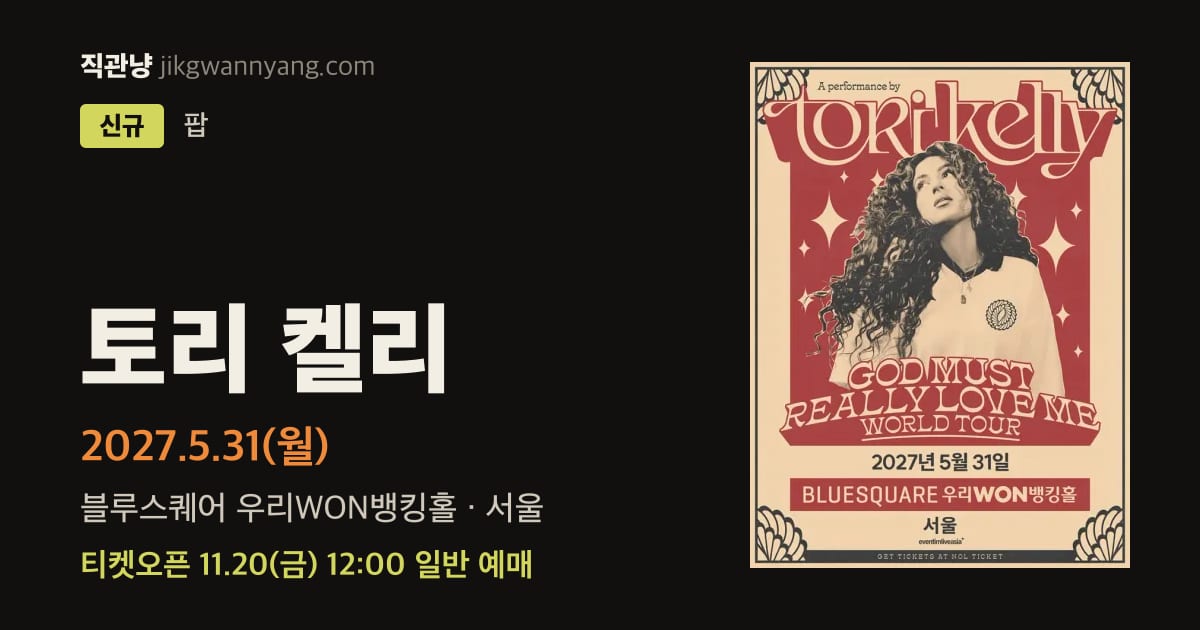 직관냥 jikgwannyang.com
신규 팝
토리 켈리
2027.5.31(월)
블루스퀘어 우리WON뱅킹홀 · 서울
티켓오픈 11.20(금) 12:00 일반 예매
A performance by
tori kelly
GOD MUST
REALLY LOVE ME
WORLD TOUR
2027년 5월 31일
BLUESQUARE 우리WON뱅킹홀
서울
eventimliveasia
GET TICKETS AT NOL TICKET